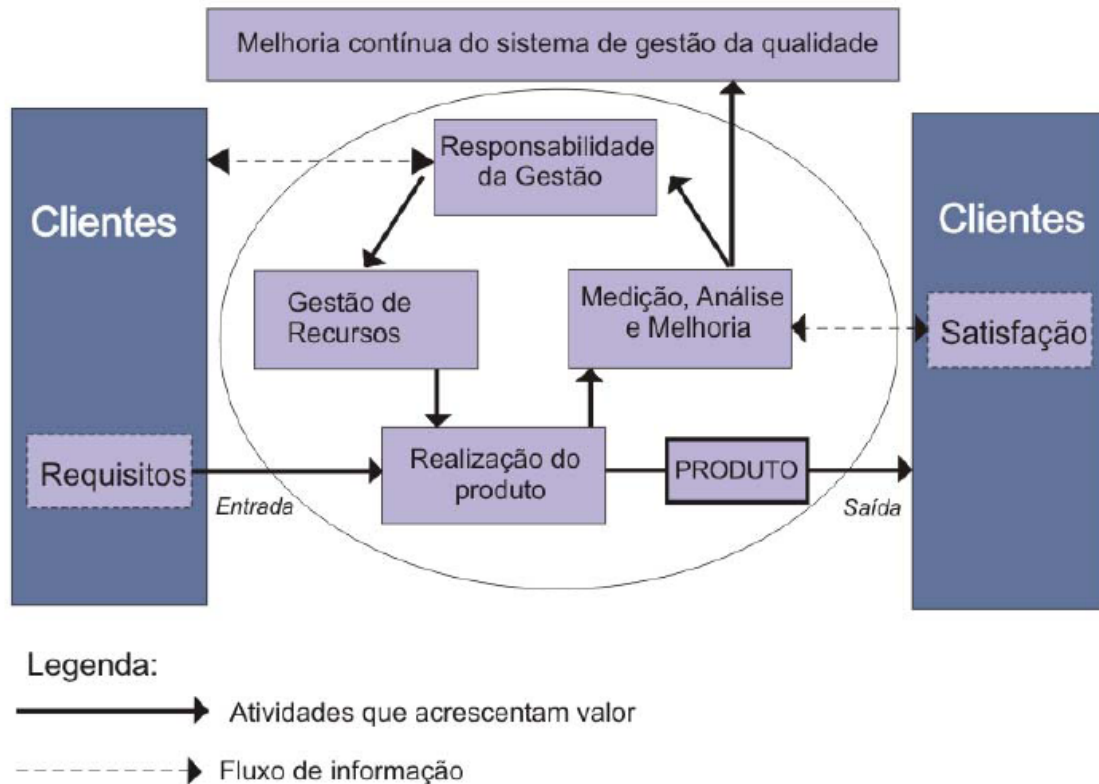 Melhoria contínua do sistema de gestão da qualidade
Clientes
Responsabilidade
da Gestão
Clientes
Gestão de
Recursos
Medição, Análise
e Melhoria
Satisfação
Requisitos
Entrada
Realização do
produto
PRODUTO
Saída
Legenda:
Atividades que acrescentam valor
Fluxo de informação